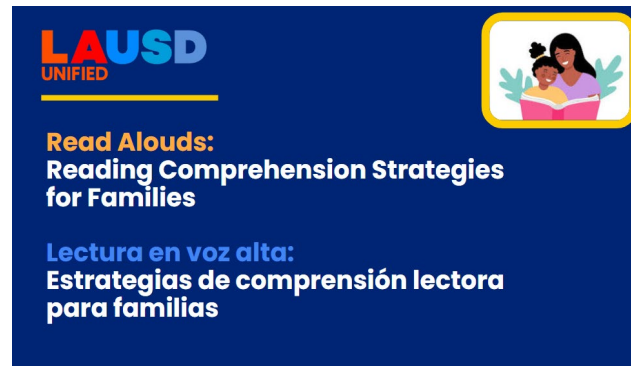 LAUSD
UNIFIED
Read Alouds:
Reading Comprehension Strategies
for Families
Lectura en voz alta:
Estrategias de comprensión lectora
para familias